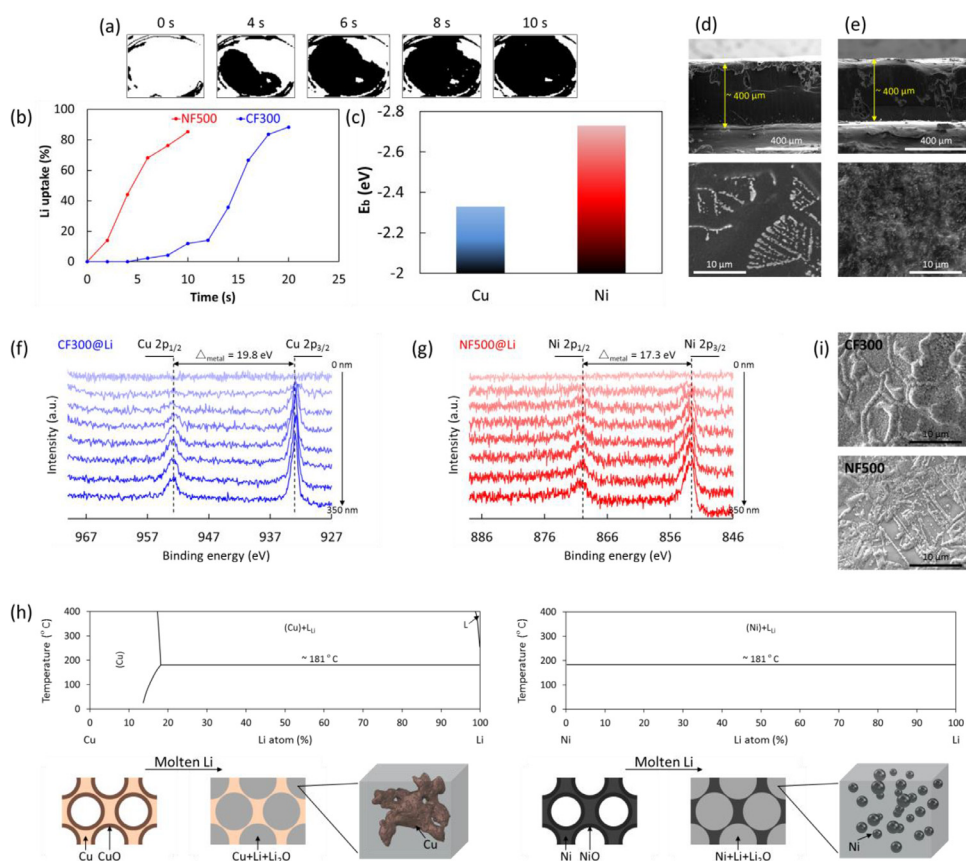 (a)
0 s 4 s 6 s 8 s 10 s
(b)
Li uptake (%)
100
80
60
40
20
0
NF500 CF300
0 5 10 15 20 25
Time (s)
(c)
Eb (eV)
-2.8
-2.6
-2.4
-2.2
-2
Cu Ni
(d)
~ 400 μm
400 μm
10 μm
(e)
~ 400 μm
400 μm
10 μm
(f)
CF300@Li
Cu 2p1/2
Cu 2p3/2
△metal = 19.8 eV
0 nm
350 nm
Intensity (a.u.)
967 957 947 937 927
Binding energy (eV)
(g)
NF500@Li
Ni 2p1/2
Ni 2p3/2
△metal = 17.3 eV
0 nm
350 nm
Intensity (a.u.)
886 876 866 856 846
Binding energy (eV)
(i)
CF300
10 μm
NF500
10 μm
(h)
Temperature (°C)
400
300
200
100
0
(Cu)
(Cu)+LLi
L
~ 181 °C
0 20 40 60 80 100
Cu Li atom (%) Li
Temperature (°C)
400
300
200
100
0
(Ni)+LLi
~ 181 °C
0 10 20 30 40 50 60 70 80 90 100
Ni Li atom (%) Li
Molten Li
Cu CuO
Cu+Li+Li2O
Cu
Molten Li
Ni NiO
Ni+Li+Li2O
Ni